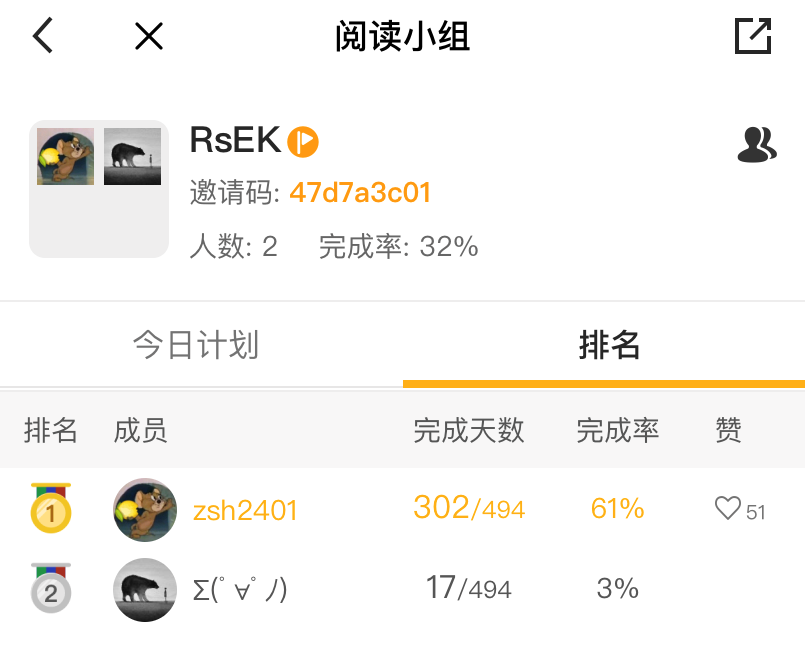 阅读小组
RsEK
邀请码: 47d7a3c01
人数: 2 完成率: 32%
今日计划 排名
排名 成员 完成天数 完成率 赞
1 zsh2401 302/494 61% 51
2 Σ(ﾟ∀ﾟﾉ) 17/494 3%